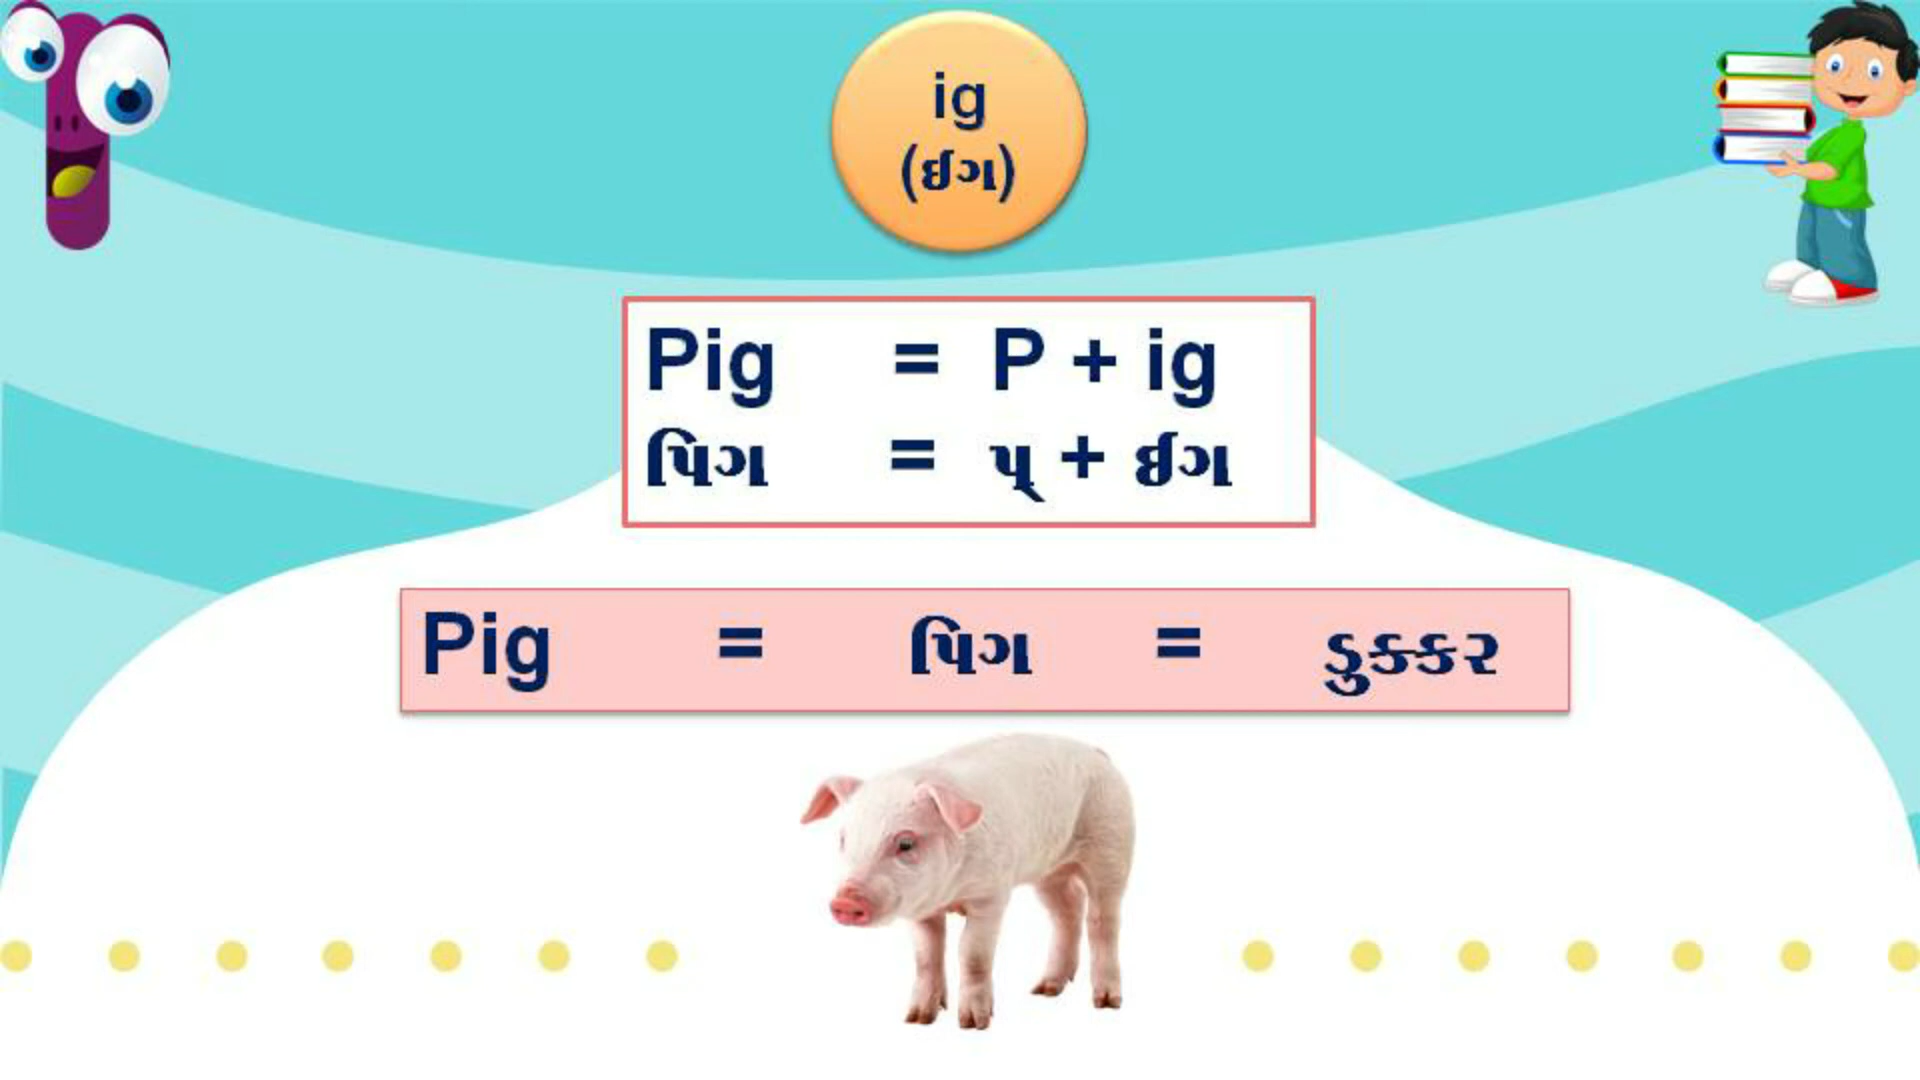 ig
(ઈગ)
Pig = P + ig
પિગ = પ્ + ઈગ
Pig = પિગ = ડુક્કર